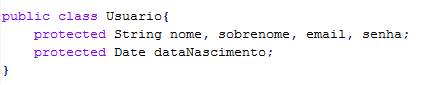 public class Usuario{
    protected String nome, sobrenome, email, senha;
    protected Date dataNascimento;
}